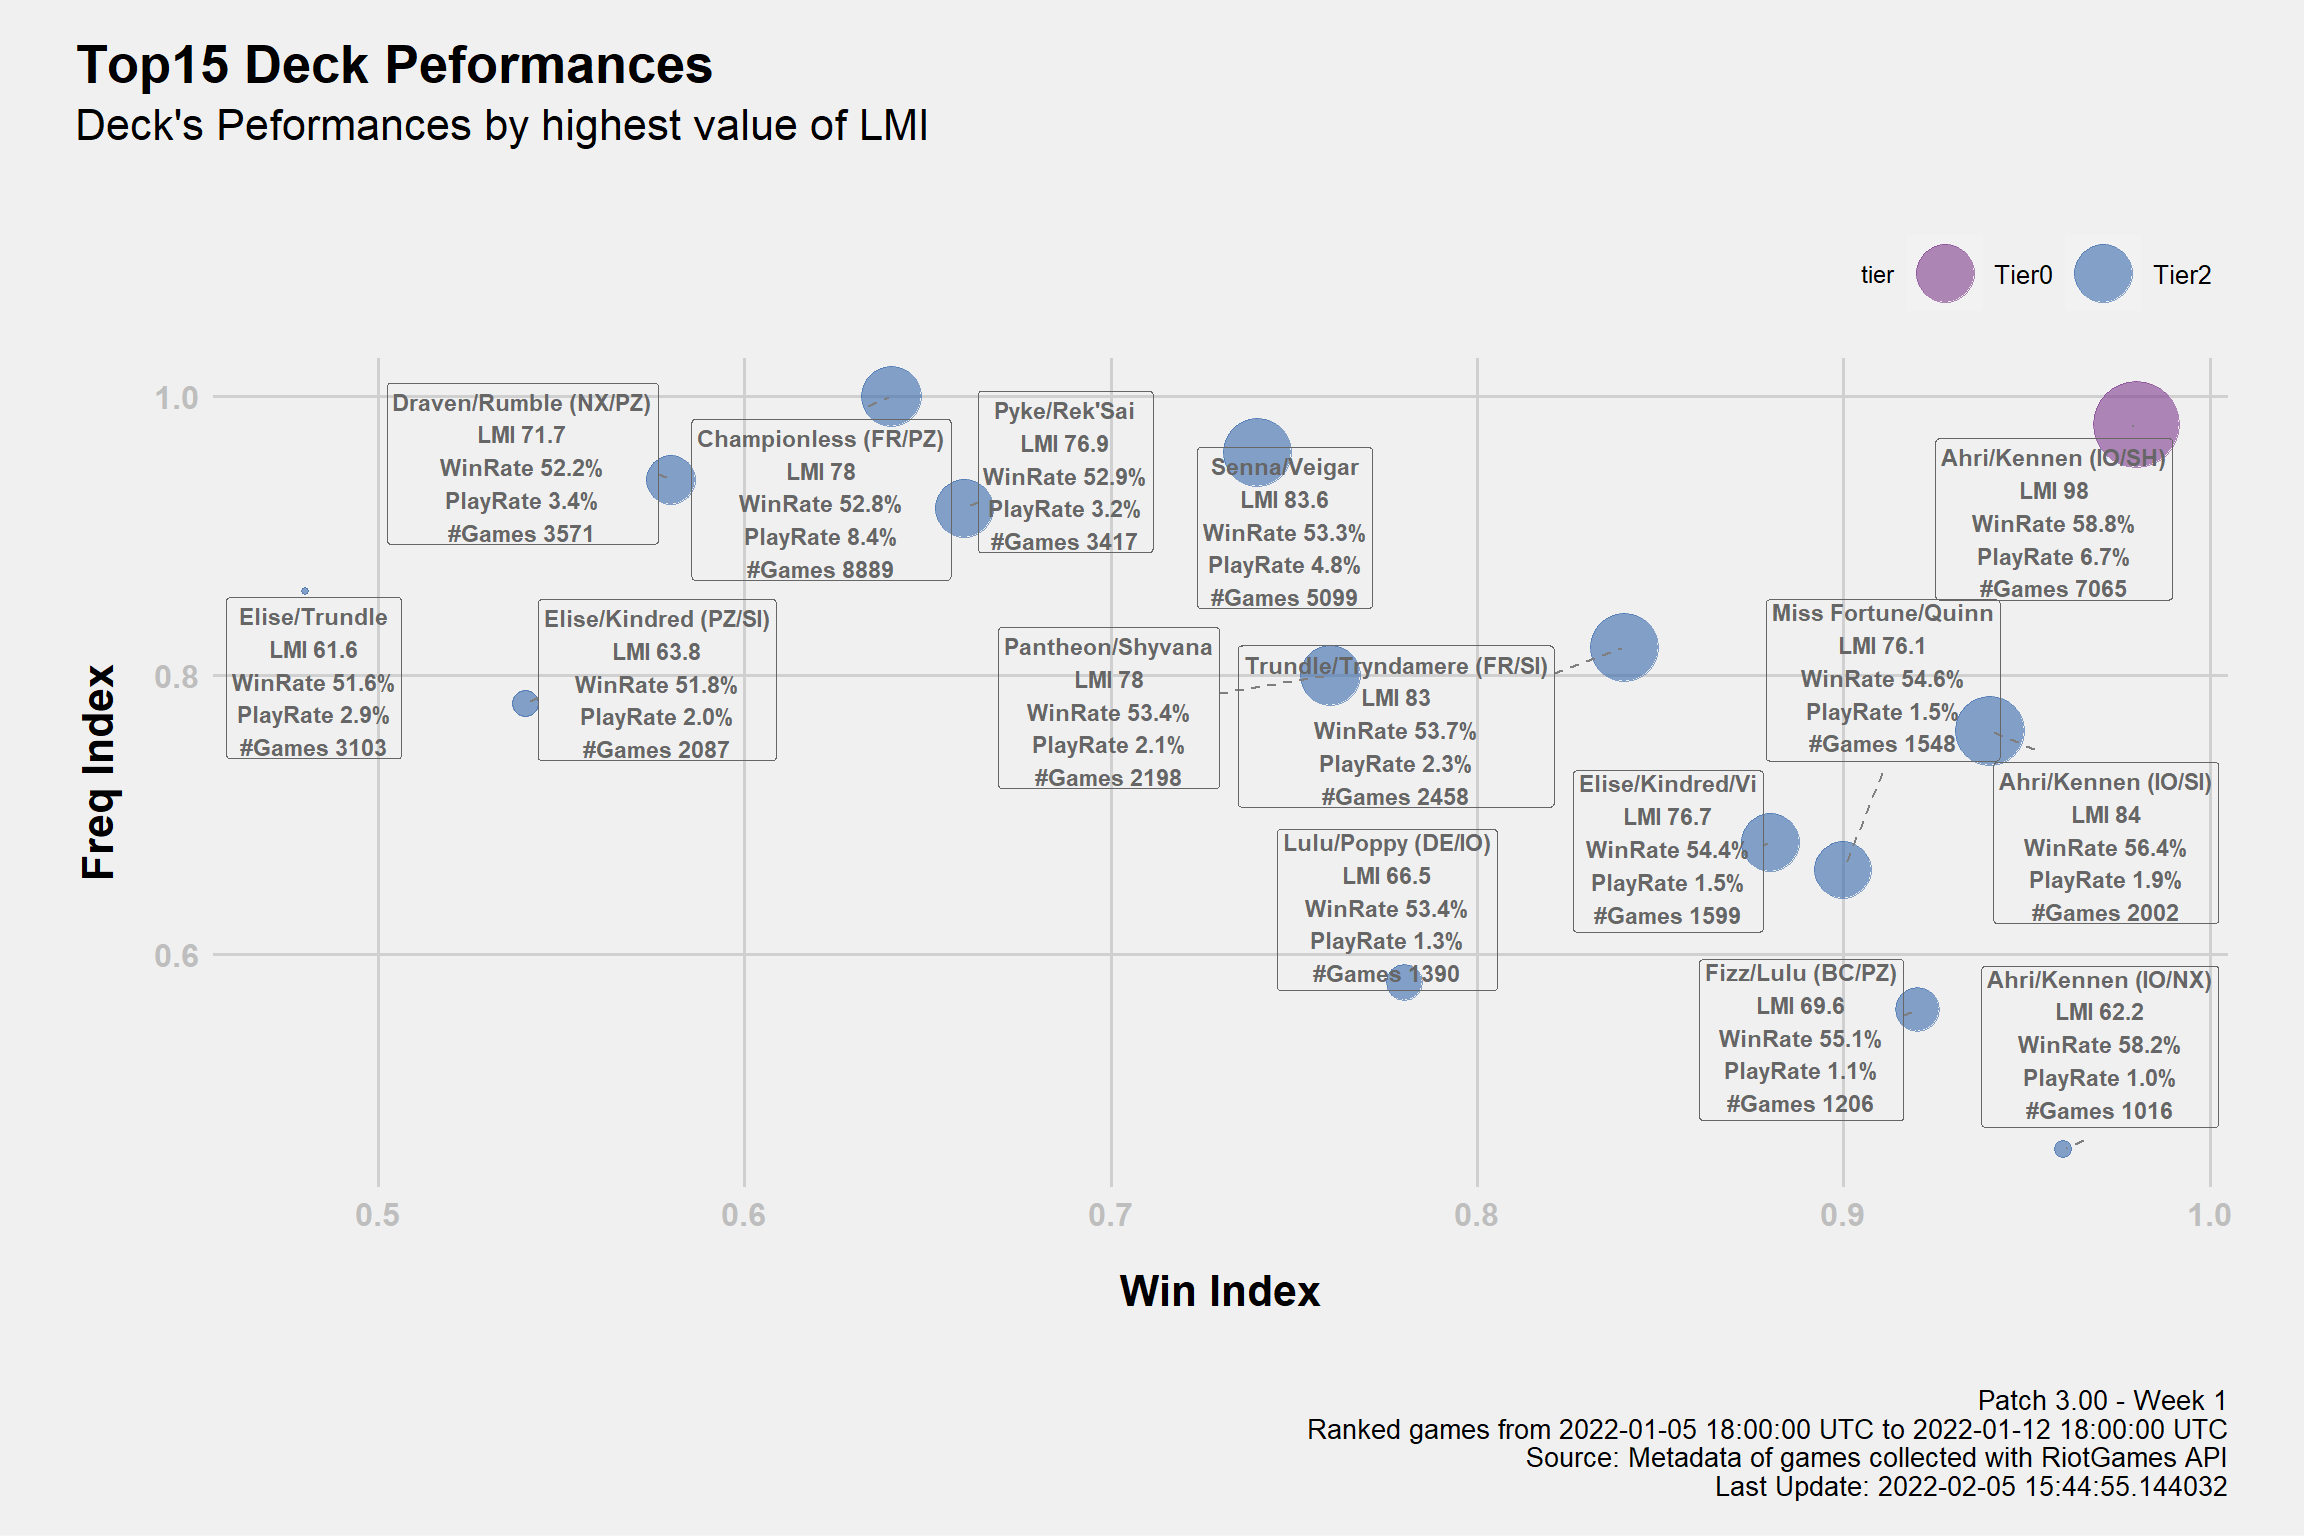 Top15 Deck Peformances
Deck's Peformances by highest value of LMI
tier Tier0 Tier2
Freq Index
1.0
0.8
0.6
Draven/Rumble (NX/PZ)
LMI 71.7
WinRate 52.2%
PlayRate 3.4%
#Games 3571
Championless (FR/PZ)
LMI 78
WinRate 52.8%
PlayRate 8.4%
#Games 8889
Pyke/Rek'Sai
LMI 76.9
WinRate 52.9%
PlayRate 3.2%
#Games 3417
Senna/Veigar
LMI 83.6
WinRate 53.3%
PlayRate 4.8%
#Games 5099
Ahri/Kennen (IO/SH)
LMI 98
WinRate 58.8%
PlayRate 6.7%
#Games 7065
Elise/Trundle
LMI 61.6
WinRate 51.6%
PlayRate 2.9%
#Games 3103
Elise/Kindred (PZ/SI)
LMI 63.8
WinRate 51.8%
PlayRate 2.0%
#Games 2087
Pantheon/Shyvana
LMI 78
WinRate 53.4%
PlayRate 2.1%
#Games 2198
Trundle/Tryndamere (FR/SI)
LMI 83
WinRate 53.7%
PlayRate 2.3%
#Games 2458
Miss Fortune/Quinn
LMI 76.1
WinRate 54.6%
PlayRate 1.5%
#Games 1548
Elise/Kindred/Vi
LMI 76.7
WinRate 54.4%
PlayRate 1.5%
#Games 1599
Ahri/Kennen (IO/SI)
LMI 84
WinRate 56.4%
PlayRate 1.9%
#Games 2002
Lulu/Poppy (DE/IO)
LMI 66.5
WinRate 53.4%
PlayRate 1.3%
#Games 1390
Fizz/Lulu (BC/PZ)
LMI 69.6
WinRate 55.1%
PlayRate 1.1%
#Games 1206
Ahri/Kennen (IO/NX)
LMI 62.2
WinRate 58.2%
PlayRate 1.0%
#Games 1016
0.5 0.6 0.7 0.8 0.9 1.0
Win Index
Patch 3.00 - Week 1
Ranked games from 2022-01-05 18:00:00 UTC to 2022-01-12 18:00:00 UTC
Source: Metadata of games collected with RiotGames API
Last Update: 2022-02-05 15:44:55.144032